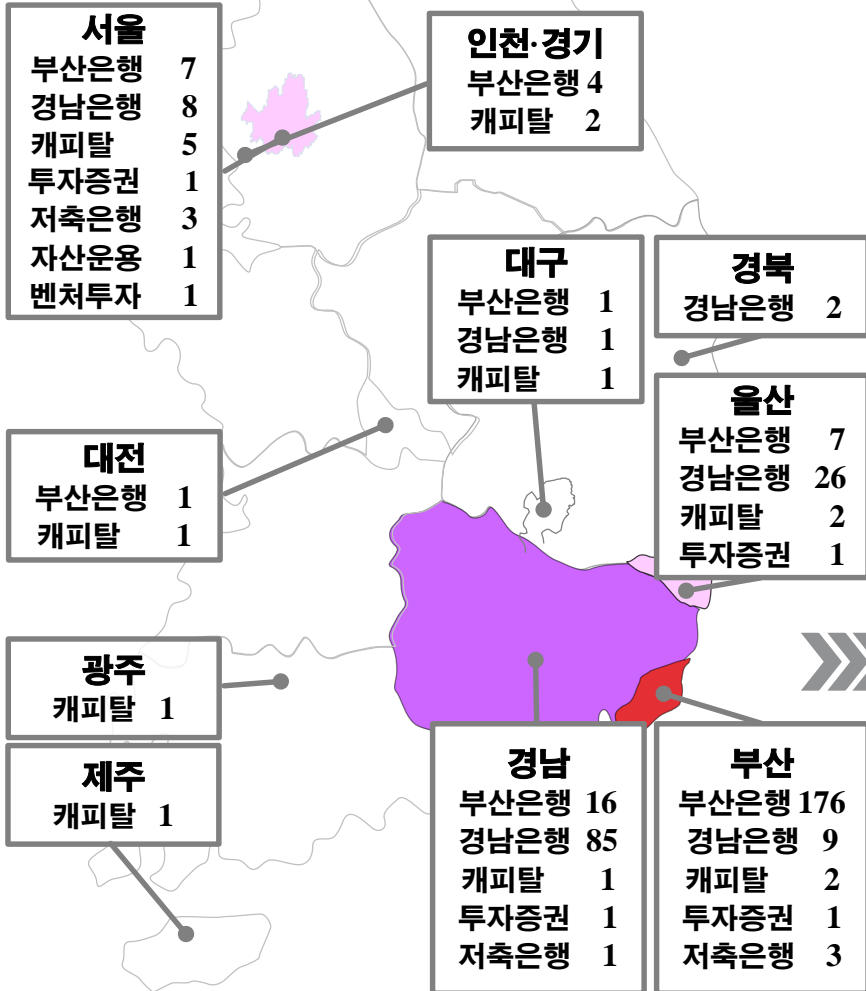 서울
부산은행 7
경남은행 8
캐피탈 5
투자증권 1
저축은행 3
자산운용 1
벤처투자 1
인천·경기
부산은행 4
캐피탈 2
대구
부산은행 1
경남은행 1
캐피탈 1
경북
경남은행 2
울산
부산은행 7
경남은행 26
캐피탈 2
투자증권 1
대전
부산은행 1
캐피탈 1
광주
캐피탈 1
제주
캐피탈 1
경남
부산은행 16
경남은행 85
캐피탈 1
투자증권 1
저축은행 1
부산
부산은행 176
경남은행 9
캐피탈 2
투자증권 1
저축은행 3